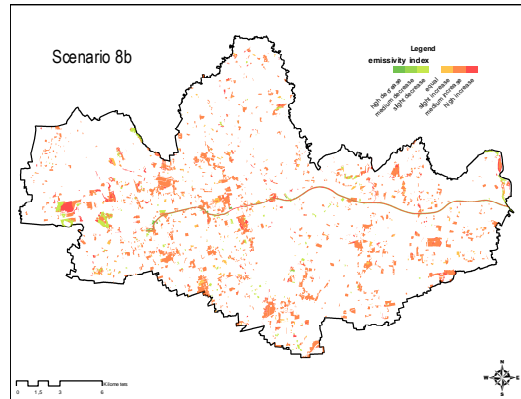 Scenario 8b
Legend
emissivity index
high decrease
medium decrease
slight decrease
equal
slight increase
medium increase
high increase
N
W E
S
Kilometers
0 1,5 3 6